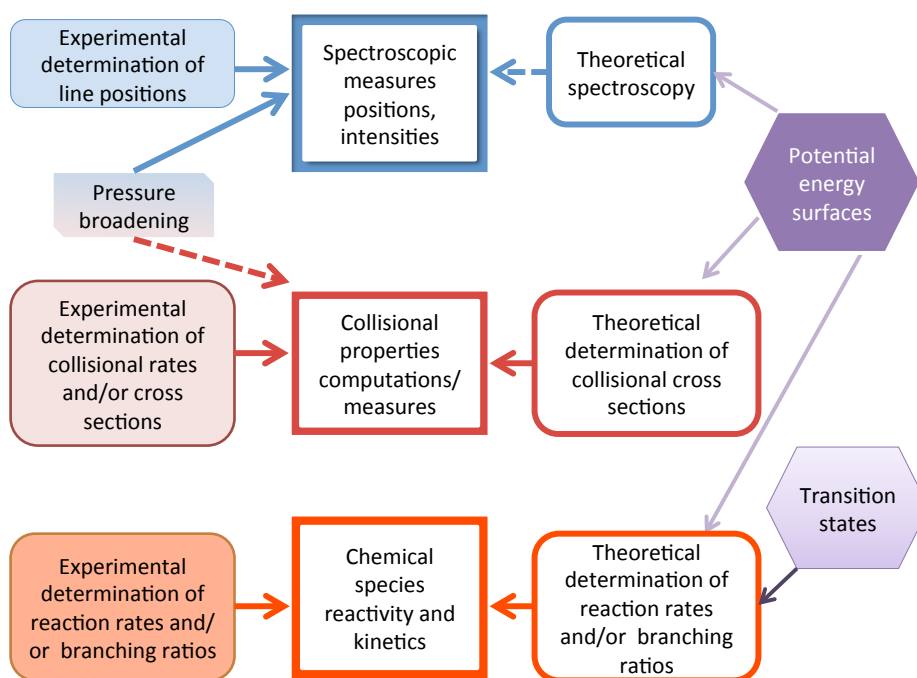 Experimental
determination of
line positions
Spectroscopic
measures
positions,
intensities
Theoretical
spectroscopy
Potential
energy
surfaces
Pressure
broadening
Experimental
determination of
collisional rates
and/or cross
sections
Collisional
properties
computations/
measures
Theoretical
determination of
collisional cross
sections
Transition
states
Experimental
determination of
reaction rates and/
or branching ratios
Chemical
species
reactivity and
kinetics
Theoretical
determination of
reaction rates
and/or branching
ratios